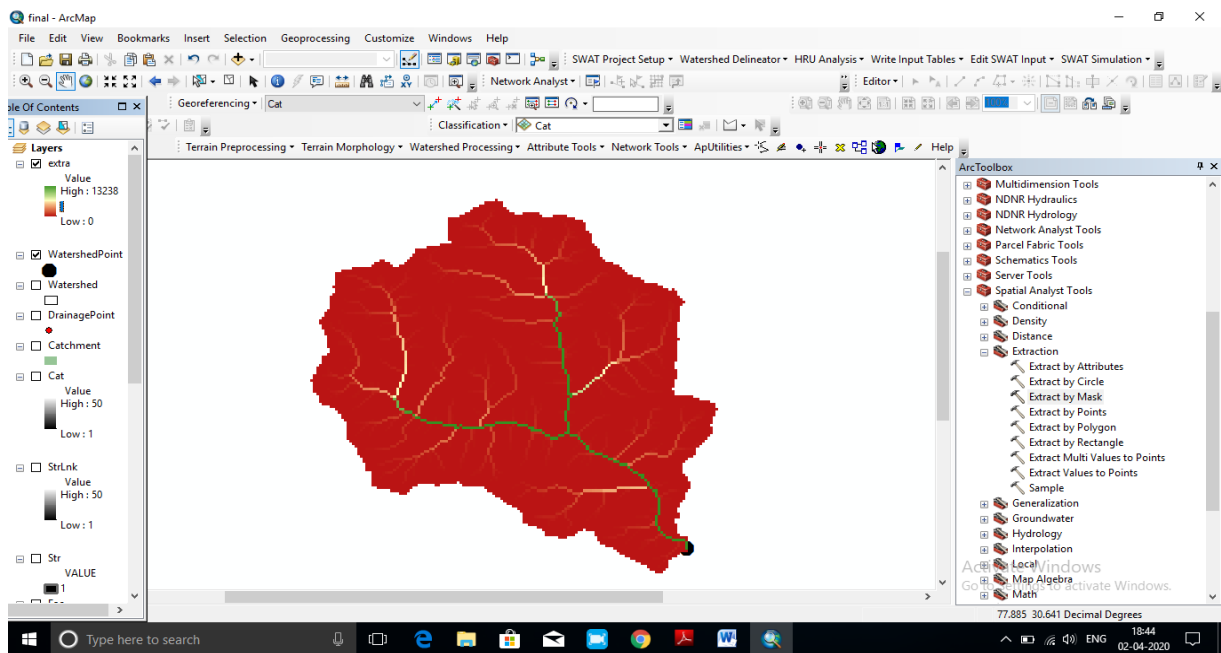 final - ArcMap
File Edit View Bookmarks Insert Selection Geoprocessing Customize Windows Help
SWAT Project Setup Watershed Delineator HRU Analysis Write Input Tables Edit SWAT Input SWAT Simulation
Network Analyst Editor
Georeferencing Cat
Classification Cat
Terrain Preprocessing Terrain Morphology Watershed Processing Attribute Tools Network Tools ApUtilities Help
ble Of Contents
Layers
extra
Value
High : 13238
Low : 0
WatershedPoint
Watershed
DrainagePoint
Catchment
Cat
Value
High : 50
Low : 1
StrLnk
Value
High : 50
Low : 1
Str
VALUE
1
ArcToolbox
Multidimension Tools
NDNR Hydraulics
NDNR Hydrology
Network Analyst Tools
Parcel Fabric Tools
Schematics Tools
Server Tools
Spatial Analyst Tools
Conditional
Density
Distance
Extraction
Extract by Attributes
Extract by Circle
Extract by Mask
Extract by Points
Extract by Polygon
Extract by Rectangle
Extract Multi Values to Points
Extract Values to Points
Sample
Generalization
Groundwater
Hydrology
Interpolation
Local
Map Algebra
Math
Activate Windows
Go to Settings to activate Windows.
77.885 30.641 Decimal Degrees
Type here to search
ENG
18:44
02-04-2020